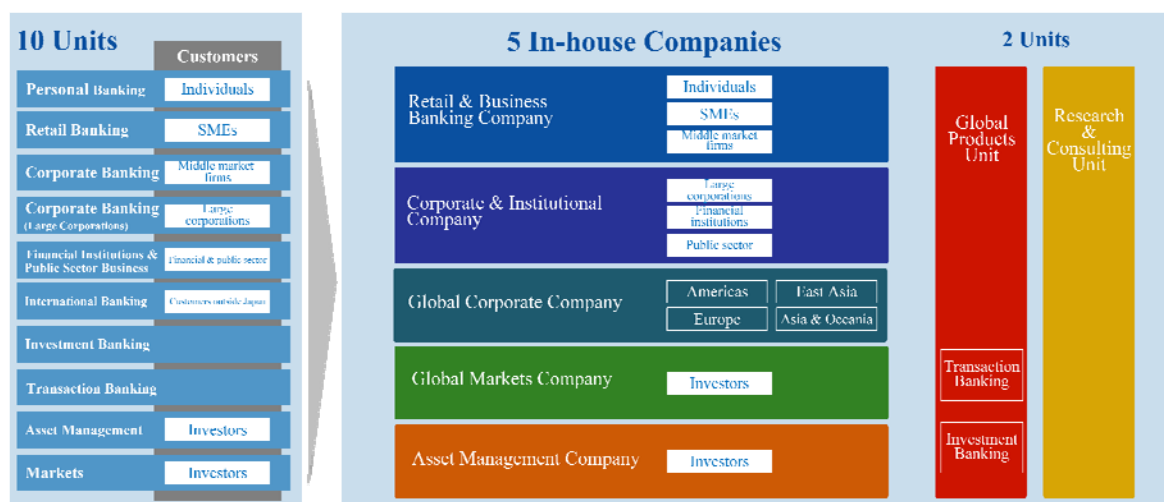 10 Units
Customers
Personal Banking
Individuals
Retail Banking
SMEs
Corporate Banking
Middle market
firms
Corporate Banking
(Large Corporations)
Large
corporations
Financial Institutions &
Public Sector Business
Financial & public sector
International Banking
Customers outside Japan
Investment Banking
Transaction Banking
Asset Management
Investors
Markets
Investors
5 In-house Companies
Retail & Business
Banking Company
Individuals
SMEs
Middle market
firms
Corporate & Institutional
Company
Large
corporations
Financial
institutions
Public sector
Global Corporate Company
Americas
East Asia
Europe
Asia & Oceania
Global Markets Company
Investors
Asset Management Company
Investors
2 Units
Global
Products
Unit
Transaction
Banking
Investment
Banking
Research
&
Consulting
Unit